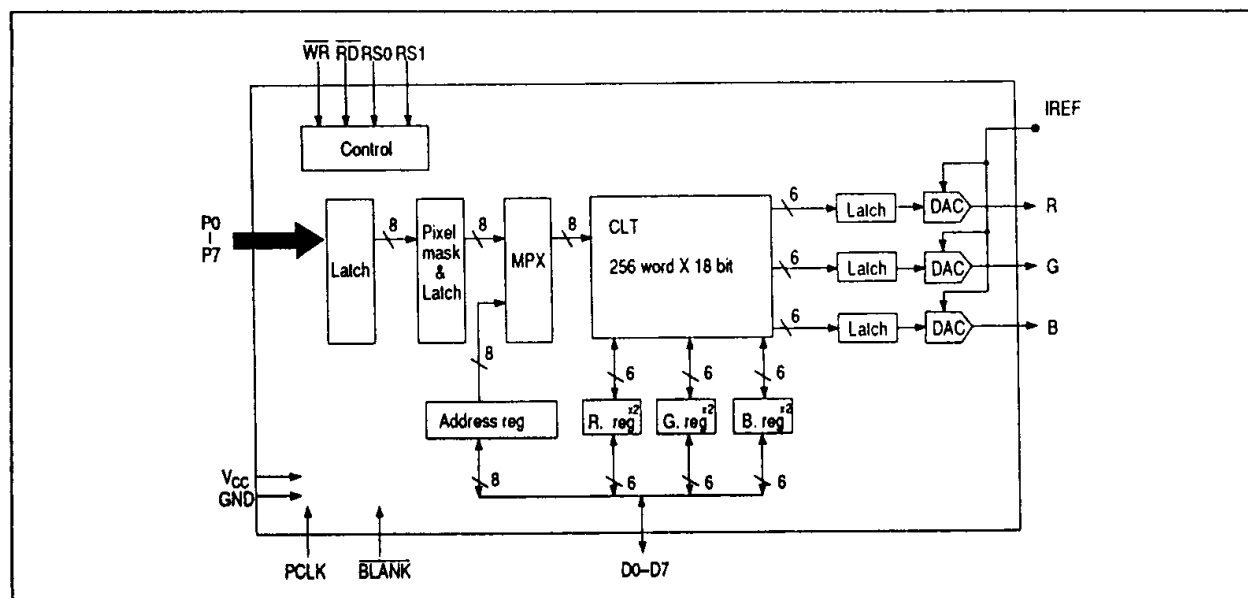 WR RD RS0 RS1
Control
IREF
P0
|
P7
Latch
8
Pixel
mask
&
Latch
8
MPX
8
CLT
256 word X 18 bit
6
Latch
DAC
R
6
Latch
DAC
G
6
Latch
DAC
B
8
6
6
6
Address reg
R. reg x2
G. reg x2
B. reg x2
8
6
6
6
VCC
GND
PCLK
BLANK
D0–D7